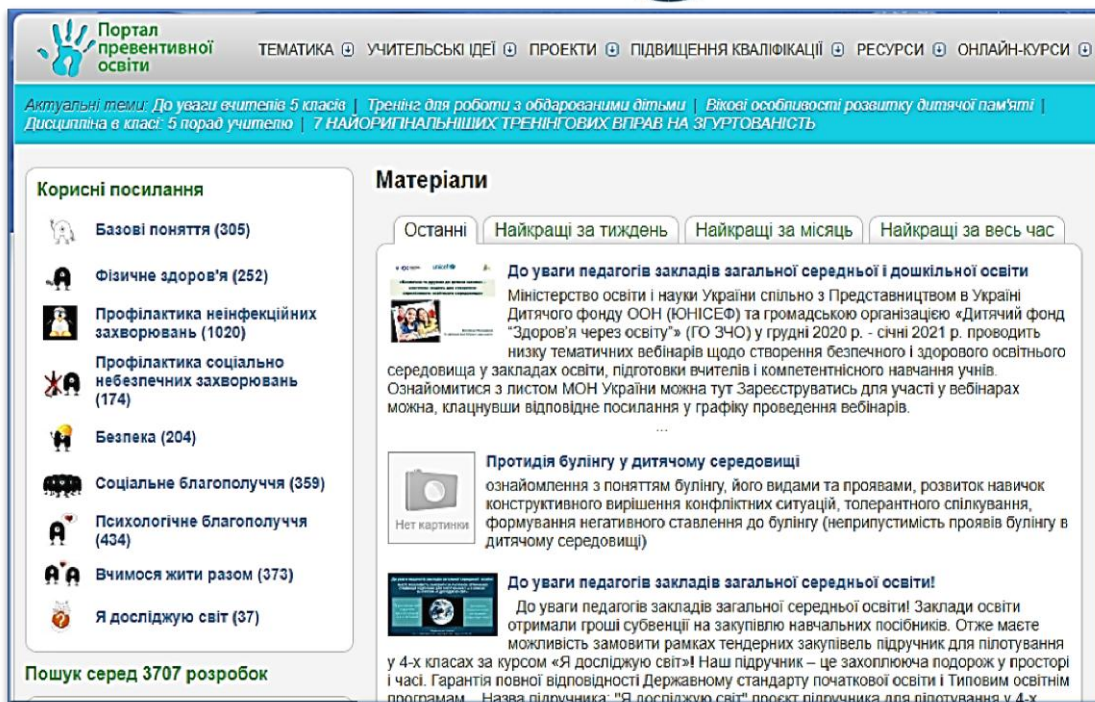 Портал
превентивної
освіти
ТЕМАТИКА
УЧИТЕЛЬСЬКІ ІДЕЇ
ПРОЕКТИ
ПІДВИЩЕННЯ КВАЛІФІКАЦІЇ
РЕСУРСИ
ОНЛАЙН-КУРСИ
Актуальні теми: До уваги вчителів 5 класів | Тренінг для роботи з обдарованими дітьми | Вікові особливості розвитку дитячої пам'яті |
Дисципліна в класі: 5 порад учителю | 7 НАЙОРИГІНАЛЬНІШИХ ТРЕНІНГОВИХ ВПРАВ НА ЗГУРТОВАНІСТЬ
Корисні посилання
Базові поняття (305)
Фізичне здоров'я (252)
Профілактика неінфекційних
захворювань (1020)
Профілактика соціально
небезпечних захворювань
(174)
Безпека (204)
Соціальне благополуччя (359)
Психологічне благополуччя
(434)
Вчимося жити разом (373)
Я досліджую світ (37)
Пошук серед 3707 розробок
Матеріали
Останні
Найкращі за тиждень
Найкращі за місяць
Найкращі за весь час
До уваги педагогів закладів загальної середньої і дошкільної освіти
Міністерство освіти і науки України спільно з Представництвом в Україні
Дитячого фонду ООН (ЮНІСЕФ) та громадською організацією «Дитячий фонд
"Здоров'я через освіту"» (ГО ЗЧО) у грудні 2020 р. - січні 2021 р. проводить
низку тематичних вебінарів щодо створення безпечного і здорового освітнього
середовища у закладах освіти, підготовки вчителів і компетентнісного навчання учнів.
Ознайомитися з листом МОН України можна тут Зареєструватись для участі у вебінарах
можна, клацнувши відповідне посилання у графіку проведення вебінарів.
...
Нет картинки
Протидія булінгу у дитячому середовищі
ознайомлення з поняттям булінгу, його видами та проявами, розвиток навичок
конструктивного вирішення конфліктних ситуацій, толерантного спілкування,
формування негативного ставлення до булінгу (неприпустимість проявів булінгу в
дитячому середовищі)
До уваги педагогів закладів загальної середньої освіти!
До уваги педагогів закладів загальної середньої освіти! Заклади освіти
отримали гроші субвенції на закупівлю навчальних посібників. Отже маєте
можливість замовити рамках тендерних закупівель підручник для пілотування
у 4-х класах за курсом «Я досліджую світ»! Наш підручник – це захоплююча подорож у просторі
і часі. Гарантія повної відповідності Державному стандарту початкової освіти і Типовим освітнім
програмам... Назва підручника: "Я досліджую світ" проєкт підручника для пілотування у 4-х